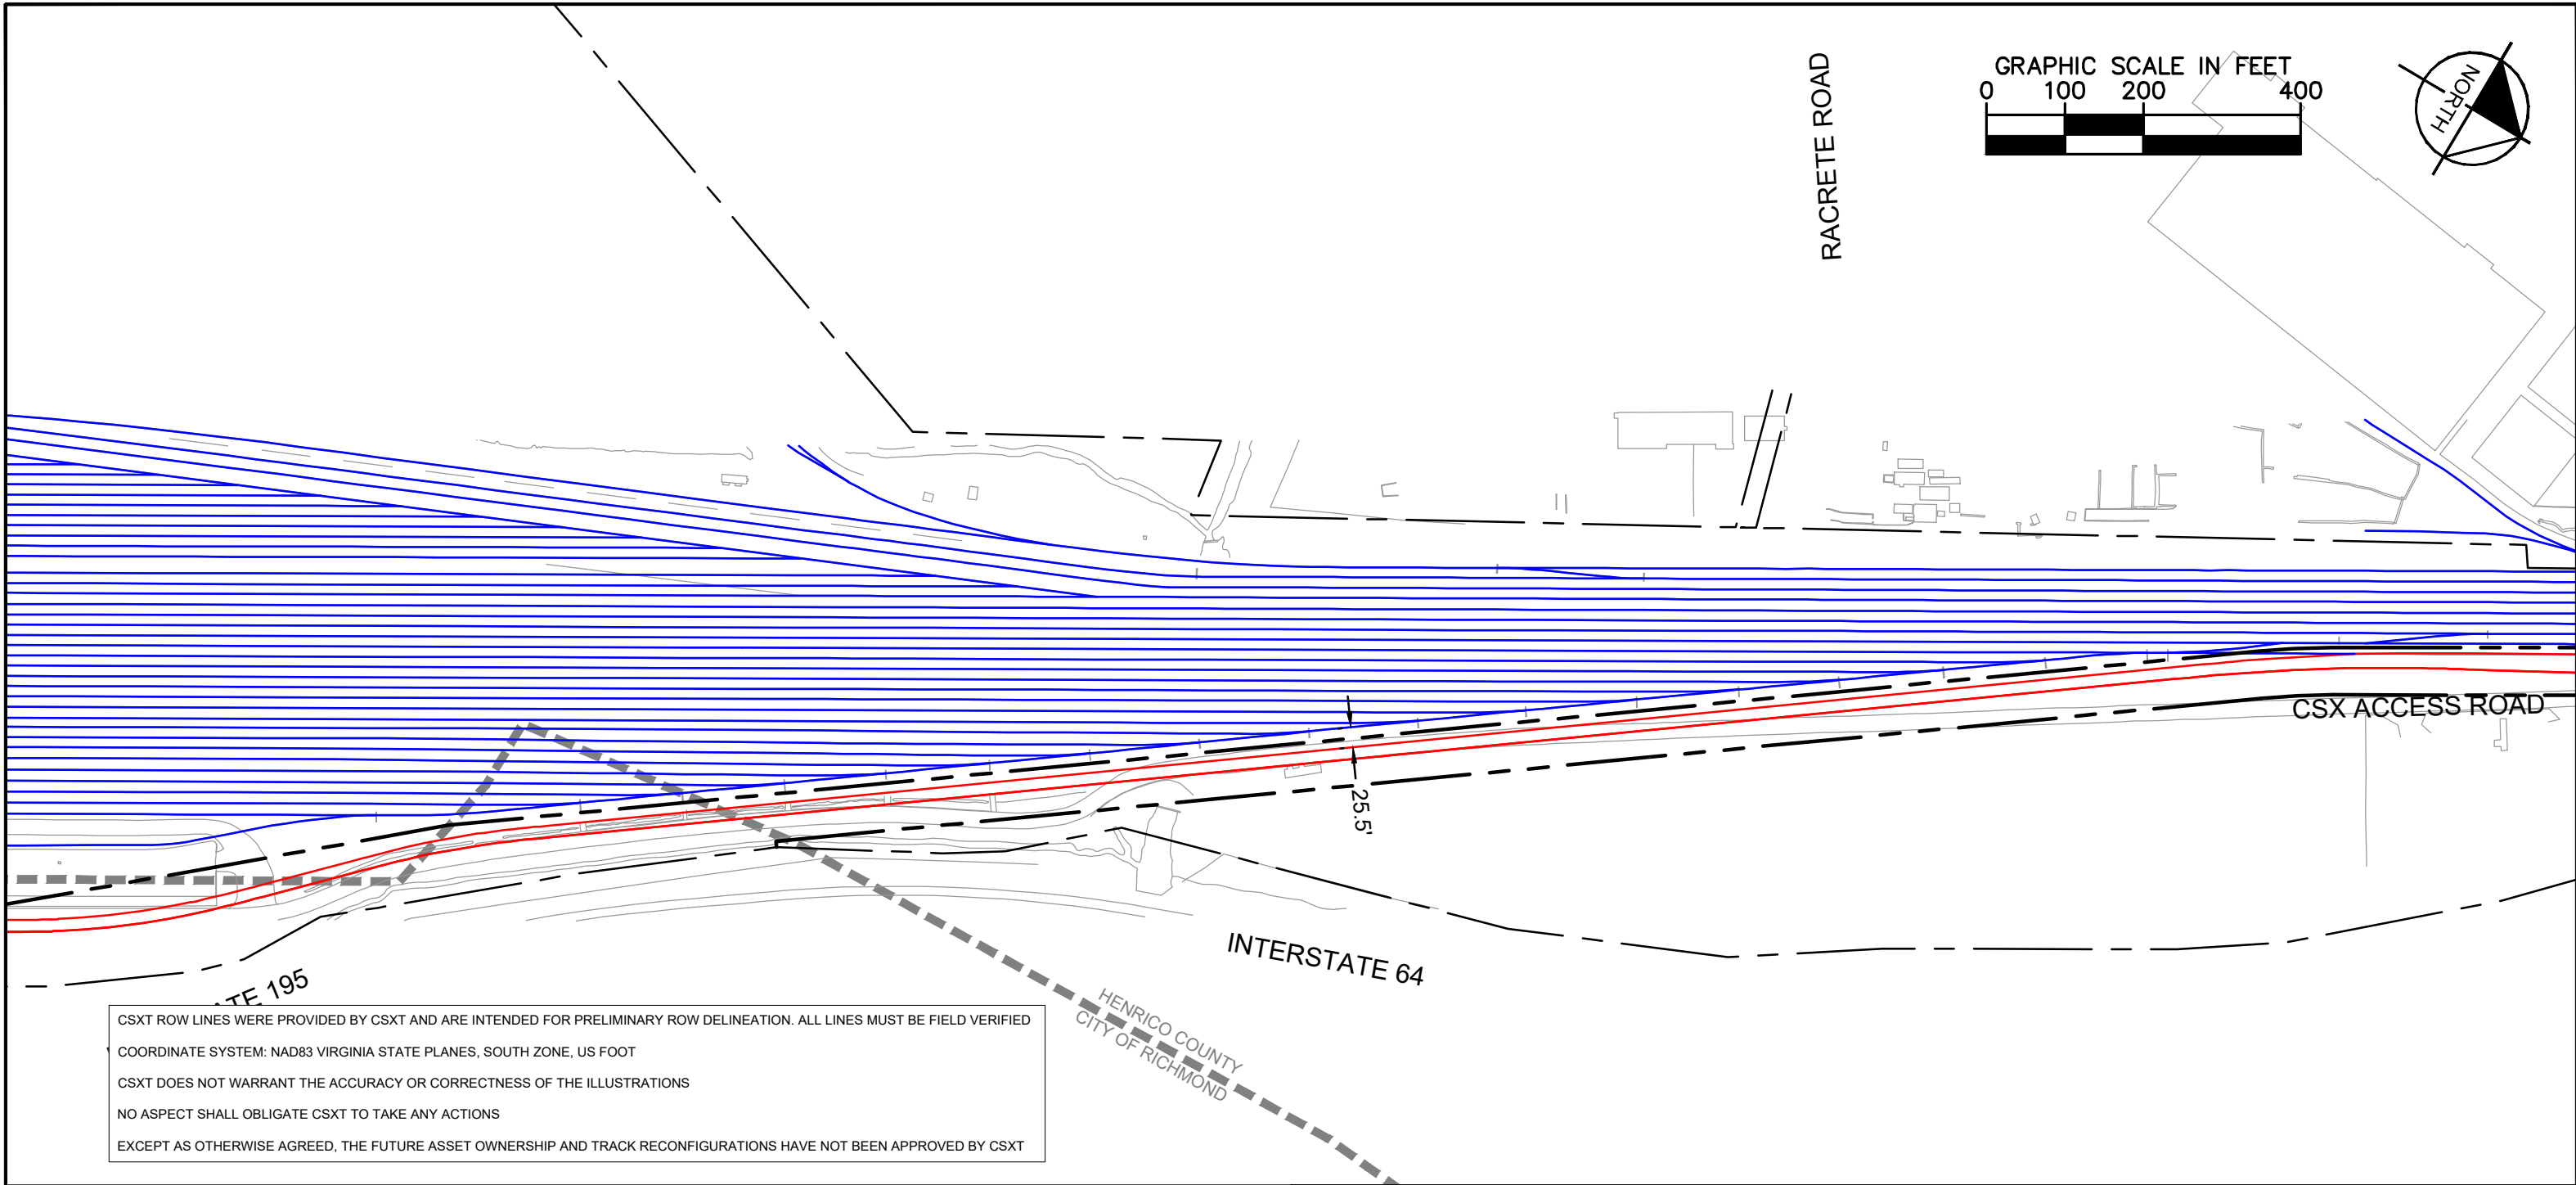 GRAPHIC SCALE IN FEET
0 100 200 400
NORTH
RACRETE ROAD
CSX ACCESS ROAD
25.5'
INTERSTATE 64
ATE 195
HENRICO COUNTY
CITY OF RICHMOND
CSXT ROW LINES WERE PROVIDED BY CSXT AND ARE INTENDED FOR PRELIMINARY ROW DELINEATION. ALL LINES MUST BE FIELD VERIFIED
COORDINATE SYSTEM: NAD83 VIRGINIA STATE PLANES, SOUTH ZONE, US FOOT
CSXT DOES NOT WARRANT THE ACCURACY OR CORRECTNESS OF THE ILLUSTRATIONS
NO ASPECT SHALL OBLIGATE CSXT TO TAKE ANY ACTIONS
EXCEPT AS OTHERWISE AGREED, THE FUTURE ASSET OWNERSHIP AND TRACK RECONFIGURATIONS HAVE NOT BEEN APPROVED BY CSXT